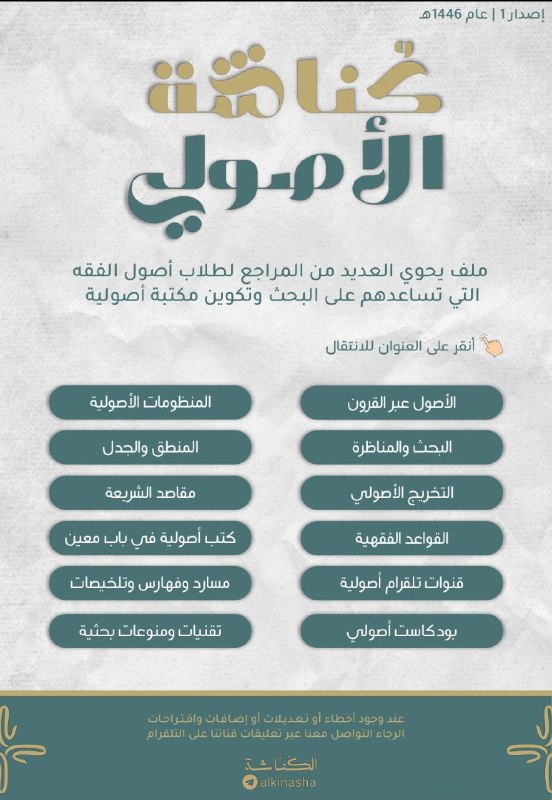 إصدار 1 | عام 1446هـ
كُناشة
الأصولي
ملف يحوي العديد من المراجع لطلاب أصول الفقه
التي تساعدهم على البحث وتكوين مكتبة أصولية
أنقر على العنوان للانتقال
الأصول عبر القرون
المنظومات الأصولية
البحث والمناظرة
المنطق والجدل
التخريج الأصولي
مقاصد الشريعة
القواعد الفقهية
كتب أصولية في باب معين
قنوات تلقرام أصولية
مسارد وفهارس وتلخيصات
بودكاست أصولي
تقنيات ومنوعات بحثية
عند وجود أخطاء أو تعديلات أو إضافات واقتراحات
الرجاء التواصل معنا عبر تعليقات قناتنا على التلقرام
الكناشة
alkinasha